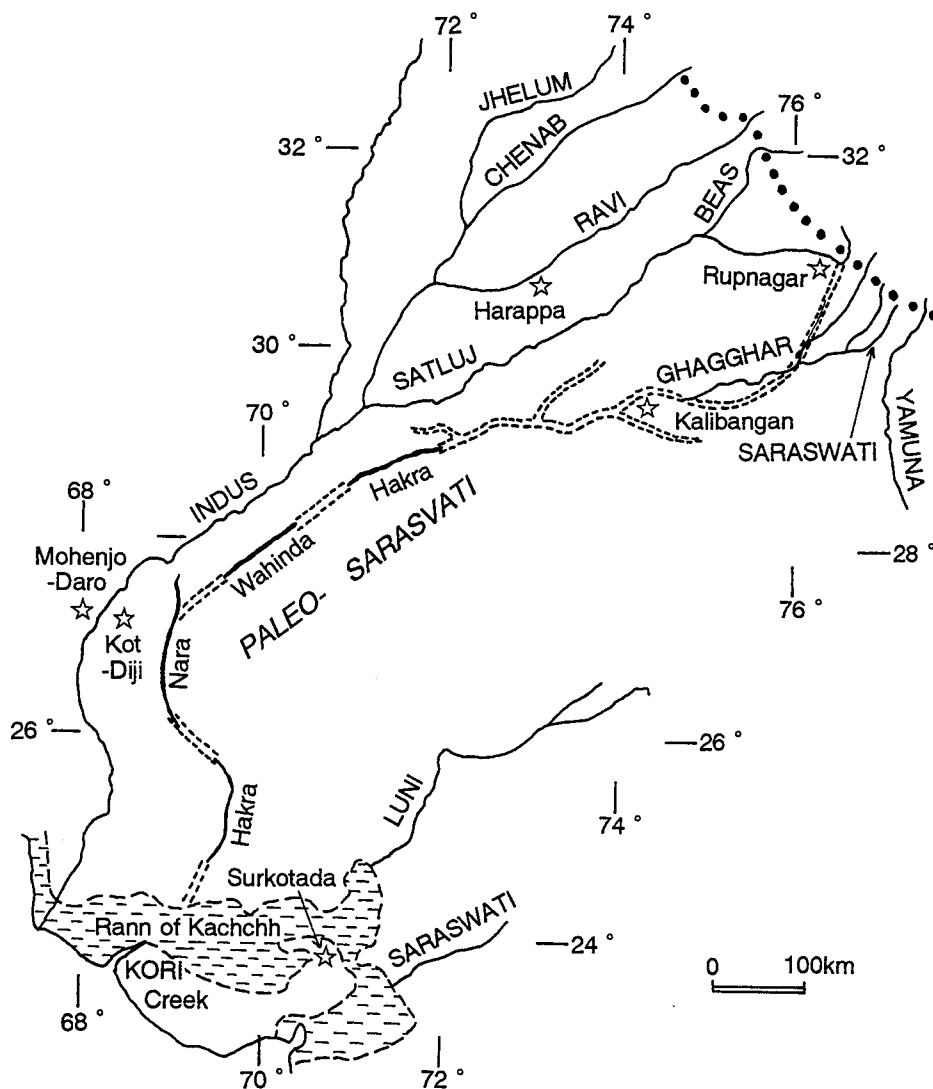 72 °
74 °
JHELUM
CHENAB
76 °
32 °
32 °
RAVI
BEAS
Rupnagar
Harappa
30 °
SATLUJ
GHAGGHAR
70 °
Kalibangan
YAMUNA
SARASWATI
INDUS
Hakra
68 °
Wahinda
PALEO- SARASVATI
Mohenjo
-Daro
28 °
76 °
Kot
-Diji
Nara
26 °
26 °
LUNI
74 °
Hakra
Surkotada
SARASWATI
Rann of Kachchh
24 °
KORI
Creek
0 100km
68 °
70 °
72 °